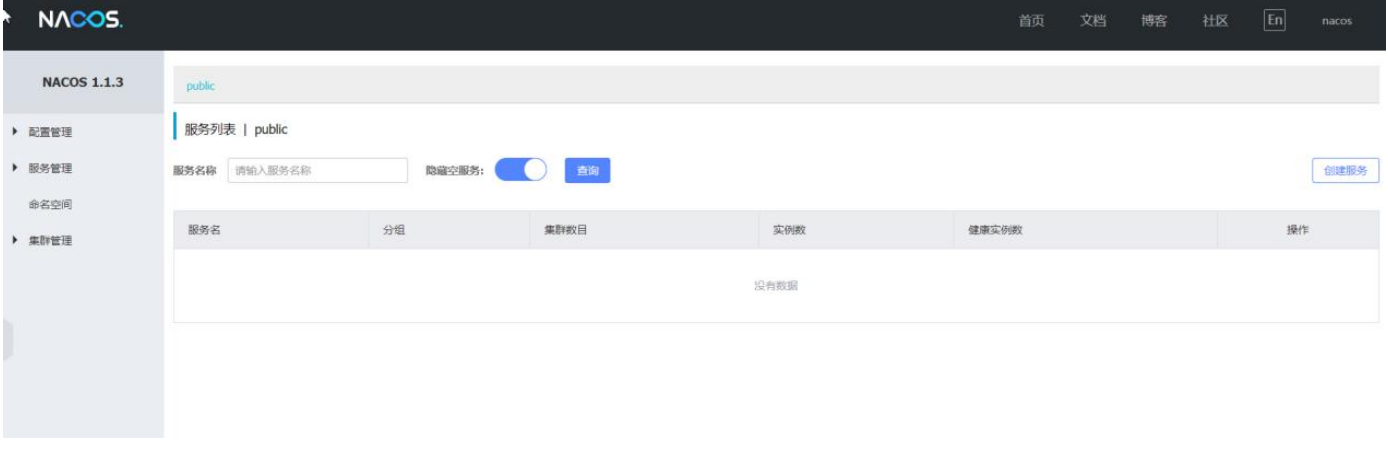 NACOS.
首页 文档 博客 社区 En nacos
NACOS 1.1.3
配置管理
服务管理
命名空间
集群管理
public
服务列表 | public
服务名称 请输入服务名称 隐藏空服务: 查询 创建服务
服务名 分组 集群数目 实例数 健康实例数 操作
没有数据